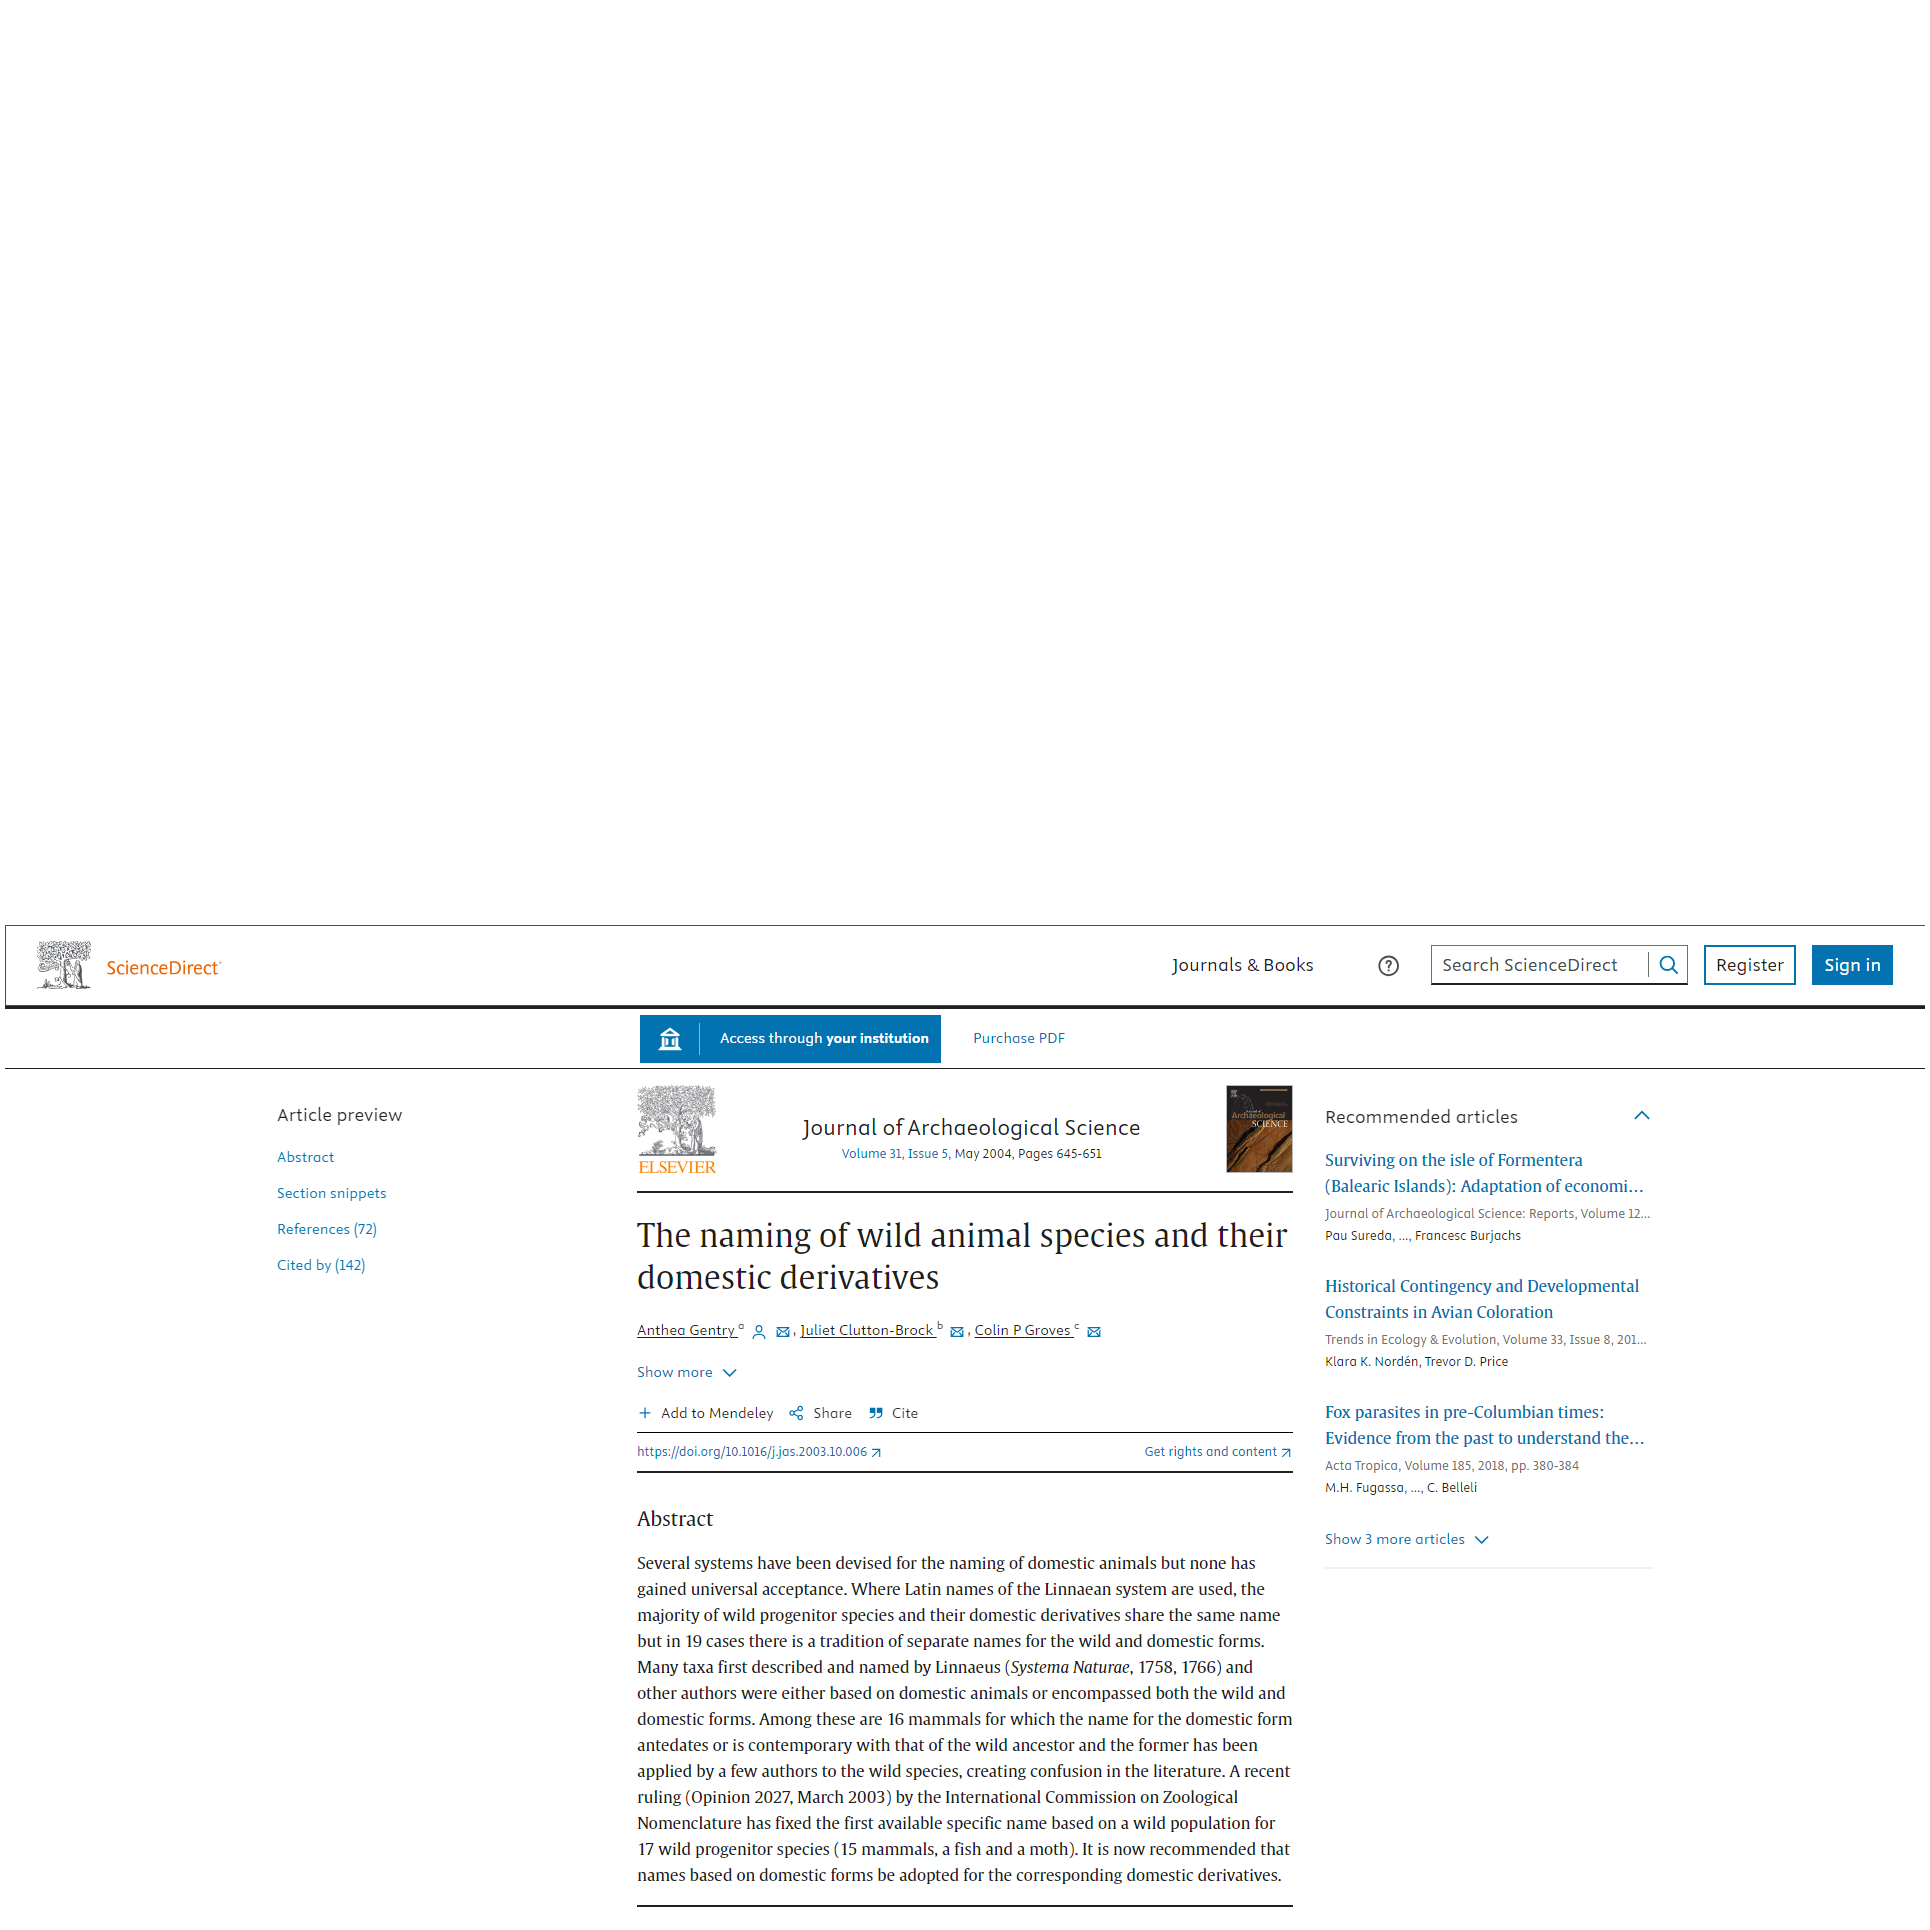 ScienceDirect
Journals & Books
Search ScienceDirect
Register
Sign in
Access through your institution
Purchase PDF
Article preview
Abstract
Section snippets
References (72)
Cited by (142)
ELSEVIER
Journal of Archaeological Science
Volume 31, Issue 5, May 2004, Pages 645-651
Journal of
Archaeological
SCIENCE
The naming of wild animal species and their
domestic derivatives
Anthea Gentry a, Juliet Clutton-Brock b, Colin P Groves c
Show more
Add to Mendeley
Share
Cite
https://doi.org/10.1016/j.jas.2003.10.006
Get rights and content
Abstract
Several systems have been devised for the naming of domestic animals but none has
gained universal acceptance. Where Latin names of the Linnaean system are used, the
majority of wild progenitor species and their domestic derivatives share the same name
but in 19 cases there is a tradition of separate names for the wild and domestic forms.
Many taxa first described and named by Linnaeus (Systema Naturae, 1758, 1766) and
other authors were either based on domestic animals or encompassed both the wild and
domestic forms. Among these are 16 mammals for which the name for the domestic form
antedates or is contemporary with that of the wild ancestor and the former has been
applied by a few authors to the wild species, creating confusion in the literature. A recent
ruling (Opinion 2027, March 2003) by the International Commission on Zoological
Nomenclature has fixed the first available specific name based on a wild population for
17 wild progenitor species (15 mammals, a fish and a moth). It is now recommended that
names based on domestic forms be adopted for the corresponding domestic derivatives.
Recommended articles
Surviving on the isle of Formentera
(Balearic Islands): Adaptation of economi…
Journal of Archaeological Science: Reports, Volume 12…
Pau Sureda, …, Francesc Burjachs
Historical Contingency and Developmental
Constraints in Avian Coloration
Trends in Ecology & Evolution, Volume 33, Issue 8, 201…
Klara K. Nordén, Trevor D. Price
Fox parasites in pre-Columbian times:
Evidence from the past to understand the…
Acta Tropica, Volume 185, 2018, pp. 380-384
M.H. Fugassa, …, C. Belleli
Show 3 more articles